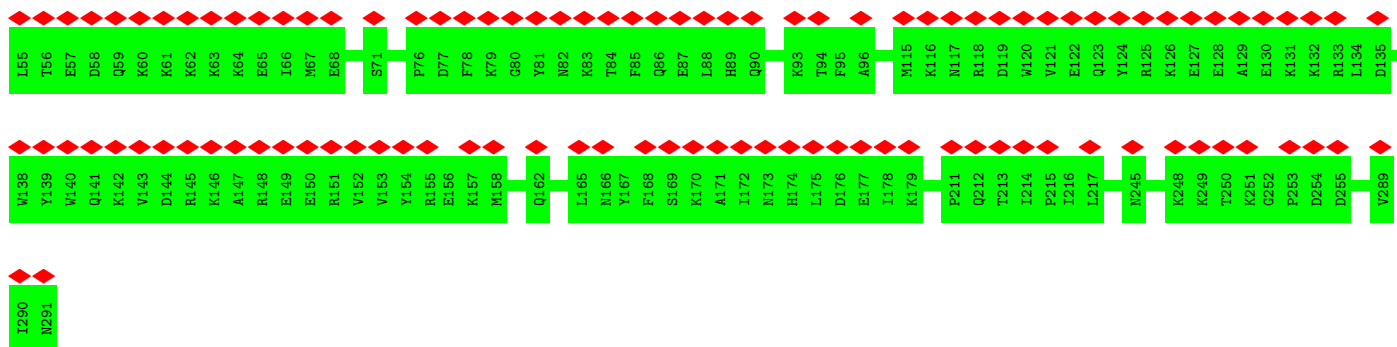 L55 T56 E57 D58 Q59 K60 K61 K62 K63 K64 E65 I66 M67 E68 S71 P76 D77 F78 K79 G80 Y81 N82 K83 T84 F85 Q86 E87 L88 H89 Q90 K93 T94 F95 A96 M115 K116 N117 R118 D119 W120 V121 E122 Q123 Y124 R125 K126 E127 E128 A129 E130 K131 K132 R133 L134 D135
W138 Y139 W140 Q141 K142 V143 D144 R145 K146 A147 R148 E149 E150 R151 V152 V153 Y154 R155 E156 K157 M158 Q162 L165 N166 Y167 F168 S169 K170 A171 I172 N173 H174 L175 D176 E177 I178 K179 P211 Q212 T213 I214 P215 I216 L217 N245 K248 K249 T250 K251 G252 P253 D254 D255 V289
I290 N291